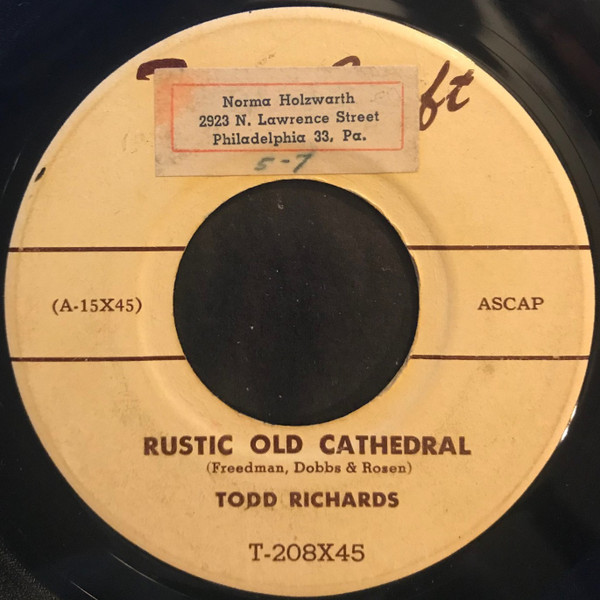 Norma Holzwarth
2923 N. Lawrence Street
Philadelphia 33, Pa.
5-7
(A-15X45)
ASCAP
RUSTIC OLD CATHEDRAL
(Freedman, Dobbs & Rosen)
TODD RICHARDS
T-208X45